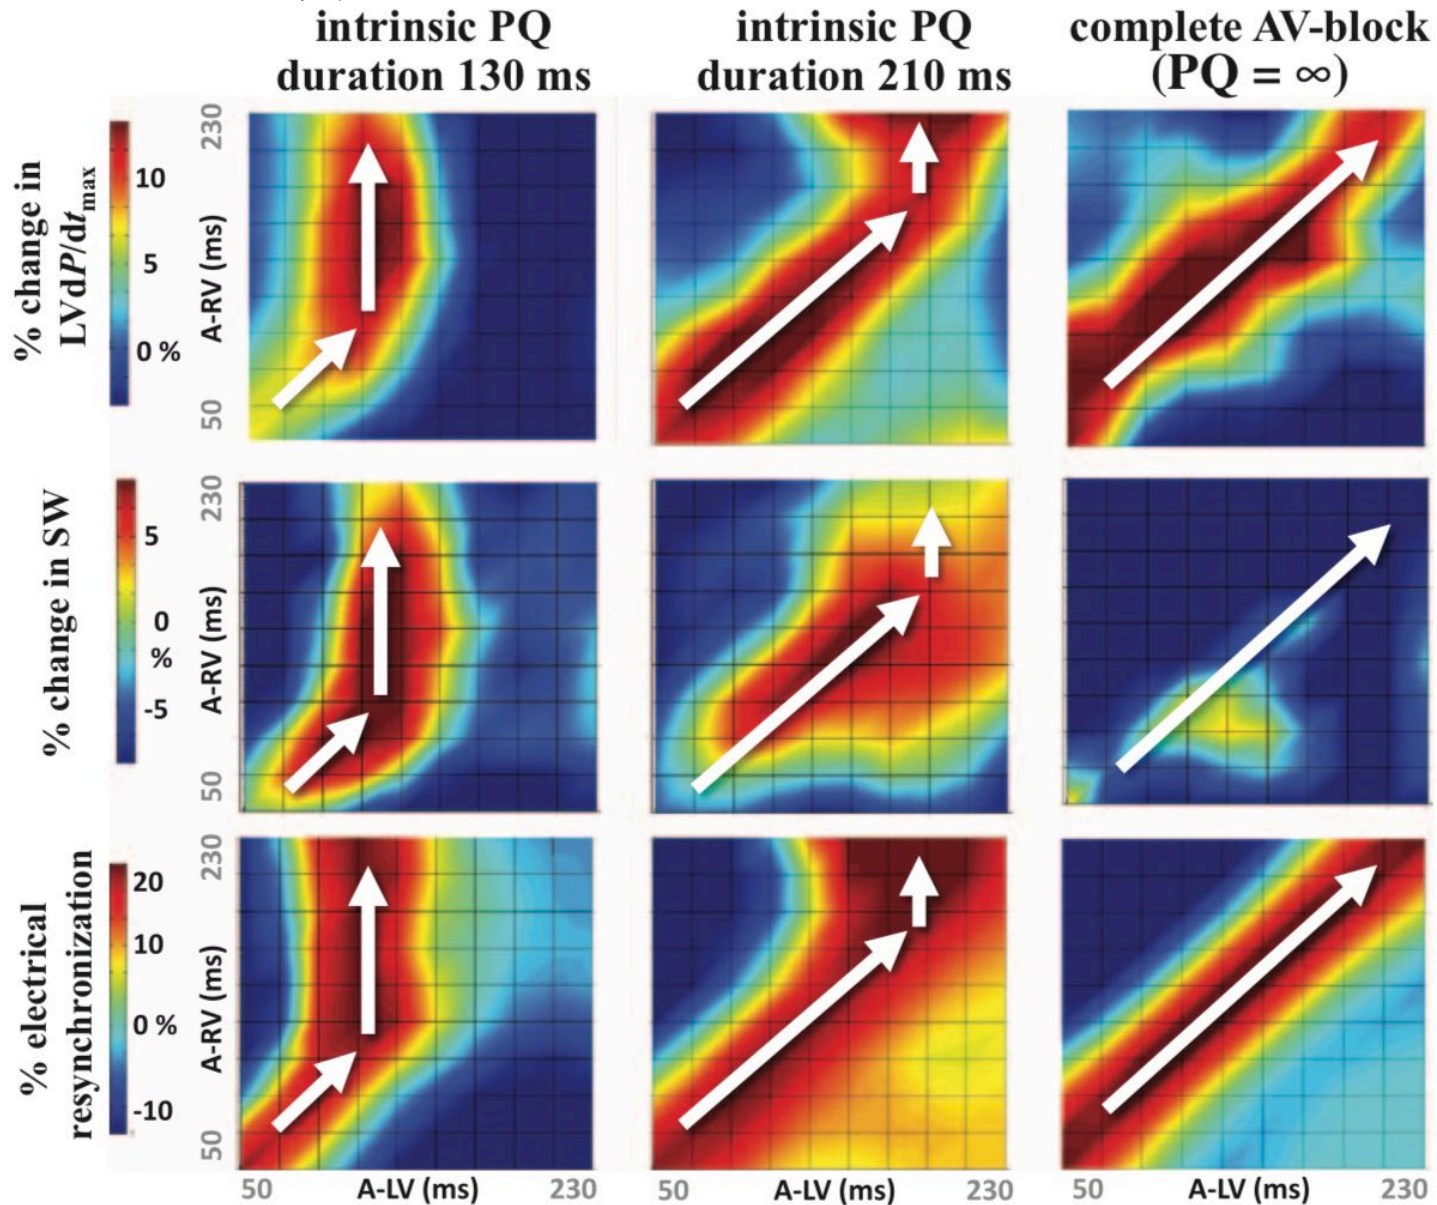 intrinsic PQ
duration 130 ms
intrinsic PQ
duration 210 ms
complete AV-block
(PQ = ∞)
% change in
LVdP/dtmax
10
5
0 %
A-RV (ms)
230
50
% change in SW
5
0
%
-5
A-RV (ms)
230
50
% electrical
resynchronization
20
10
0 %
-10
A-RV (ms)
230
50
50
A-LV (ms)
230
50
A-LV (ms)
230
50
A-LV (ms)
230